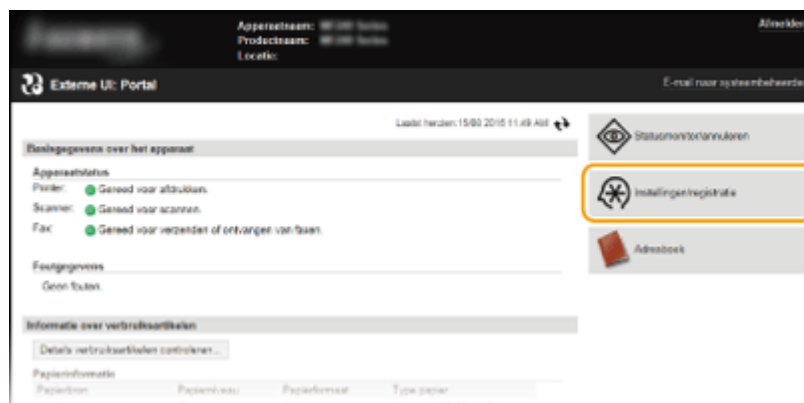 Apparaatnaam:
Productnaam:
Locatie:
Afmelden
Externe UI: Portal
E-mail naar systeembeheerder
Laatst herzien: 15/08 2016 11:49 AM
Basisgegevens over het apparaat
Apparaatstatus
Printer: Gereed voor afdrukken.
Scanner: Gereed voor scannen.
Fax: Gereed voor verzenden of ontvangen van faxen.
Foutgegevens
Geen fouten.
Informatie over verbruiksartikelen
Details verbruiksartikelen controleren...
Papierinformatie
Papierbron Papierniveau Papierformaat Type papier
Statusmonitor/annuleren
Instellingen/registratie
Adresboek